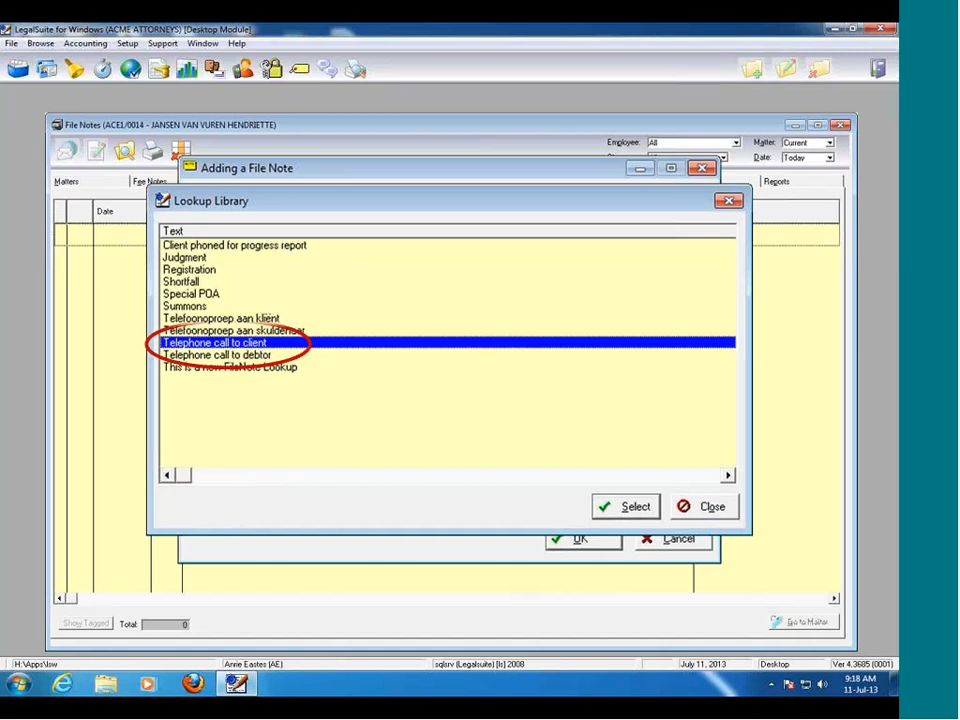 LegalSuite for Windows (ACME ATTORNEYS) [Desktop Module]
File Browse Accounting Setup Support Window Help
File Notes (ACE1/0014 - JANSEN VAN VUREN HENDRIETTE)
Employee: All Matter: Current
Date: Today
Adding a File Note
Matters Fee Notes Reports
Lookup Library
Date
Text
Client phoned for progress report
Judgment
Registration
Shortfall
Special POA
Summons
Telefoonoproep aan kliënt
Telefoonoproep aan skuldenaar
Telephone call to client
Telephone call to debtor
This is a new FileNote Lookup
Select Close
OK Cancel
Show Tagged Total: 0 Go to Matter
H:\Apps\lsw Anrie Eastes (AE) sqlsrv (Legalsuite) [ls] 2008 July 11, 2013 Desktop Ver 4.3685 (0001)
9:18 AM
11-Jul-13